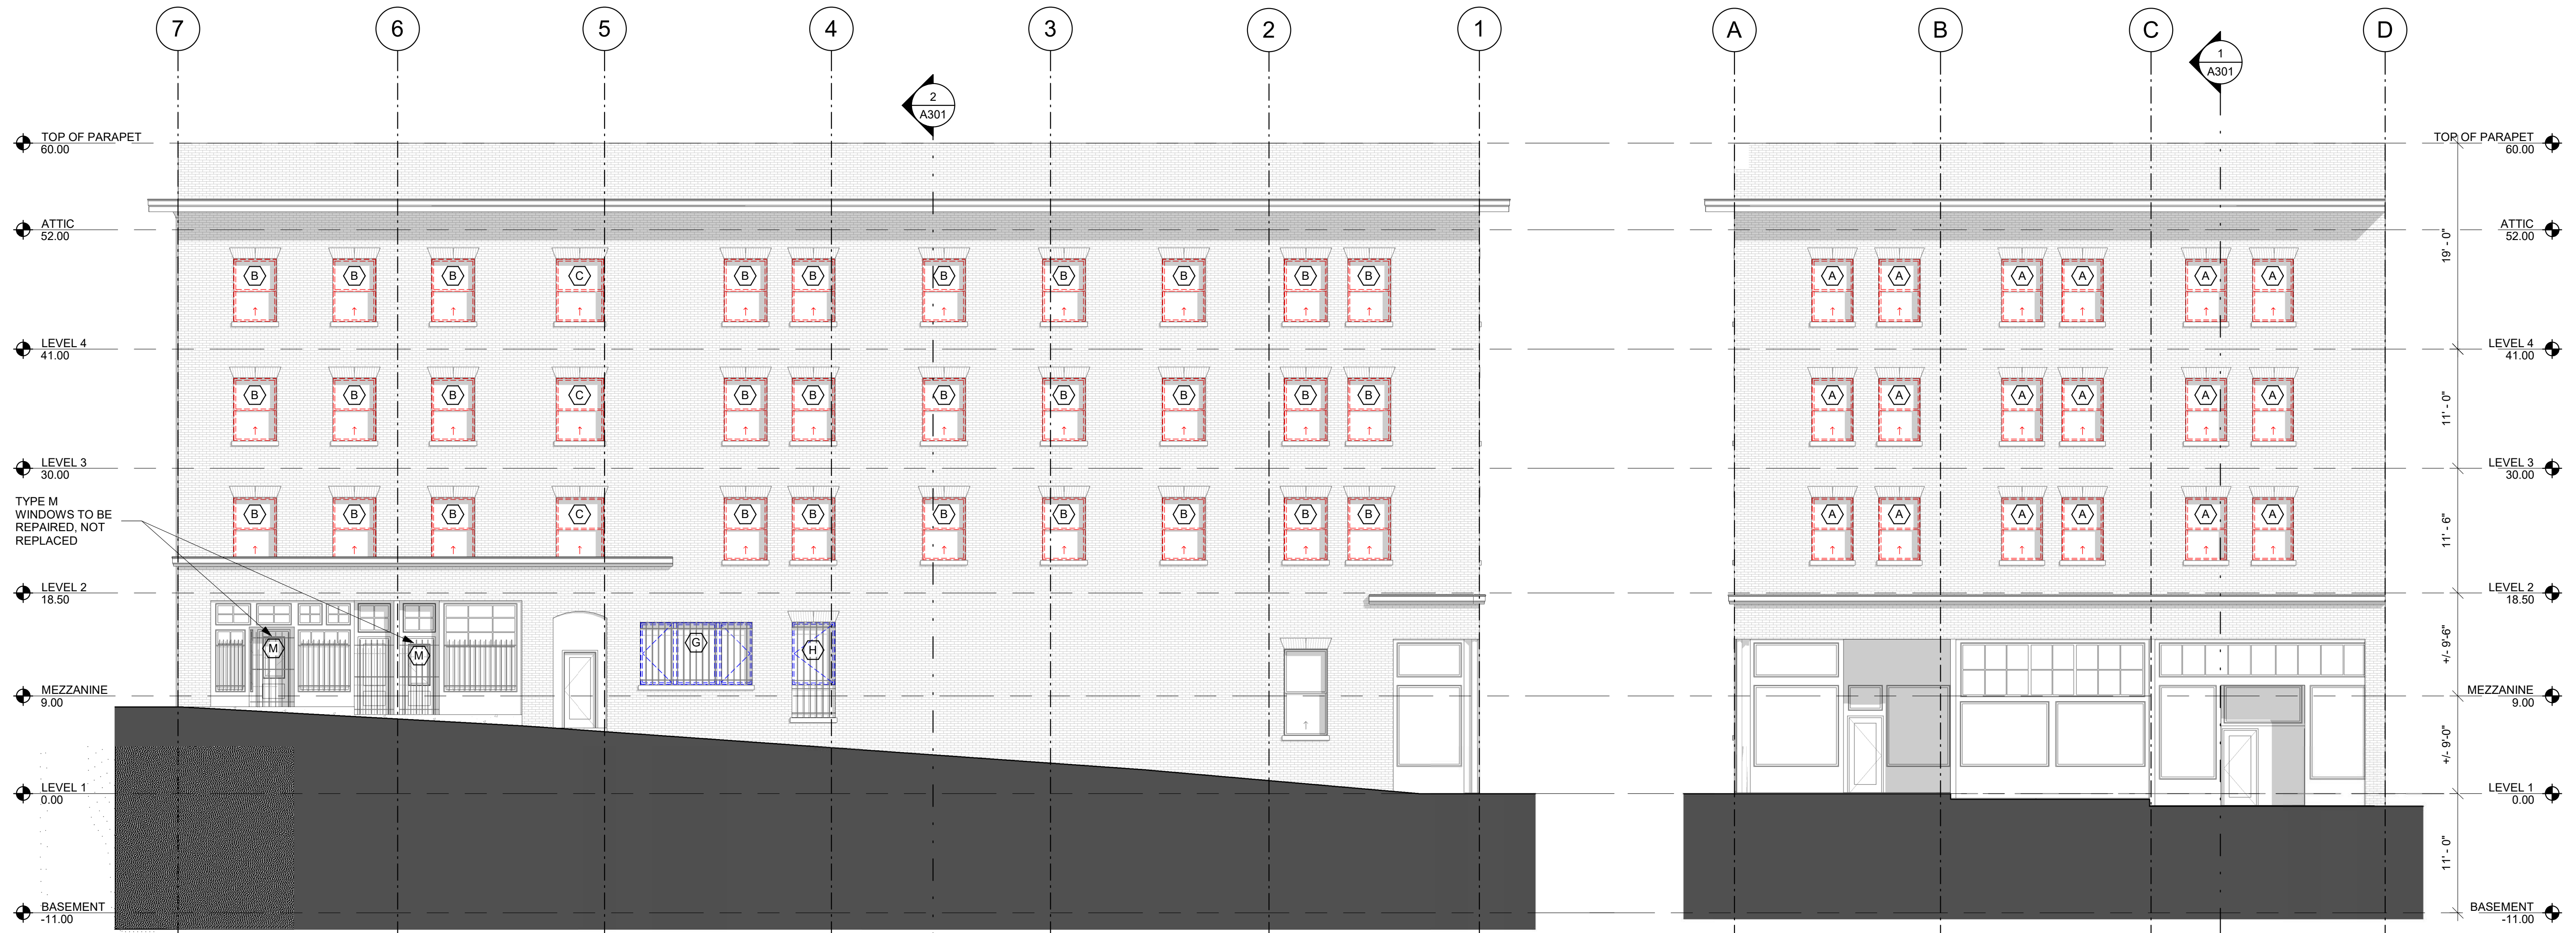 7 6 5 4 3 2 1 A B C D
2
A301
1
A301
TOP OF PARAPET
60.00
TOP OF PARAPET
60.00
ATTIC
52.00
ATTIC
52.00
19' - 0"
B B B C B B B B B B B A A A A A A
LEVEL 4
41.00
LEVEL 4
41.00
11' - 0"
B B B C B B B B B B B A A A A A A
LEVEL 3
30.00
LEVEL 3
30.00
TYPE M
WINDOWS TO BE
REPAIRED, NOT
REPLACED
11' - 6"
B B B C B B B B B B B A A A A A A
LEVEL 2
18.50
LEVEL 2
18.50
M M G H
+/- 9'-6"
MEZZANINE
9.00
MEZZANINE
9.00
+/- 9'-0"
LEVEL 1
0.00
LEVEL 1
0.00
11' - 0"
BASEMENT
-11.00
BASEMENT
-11.00